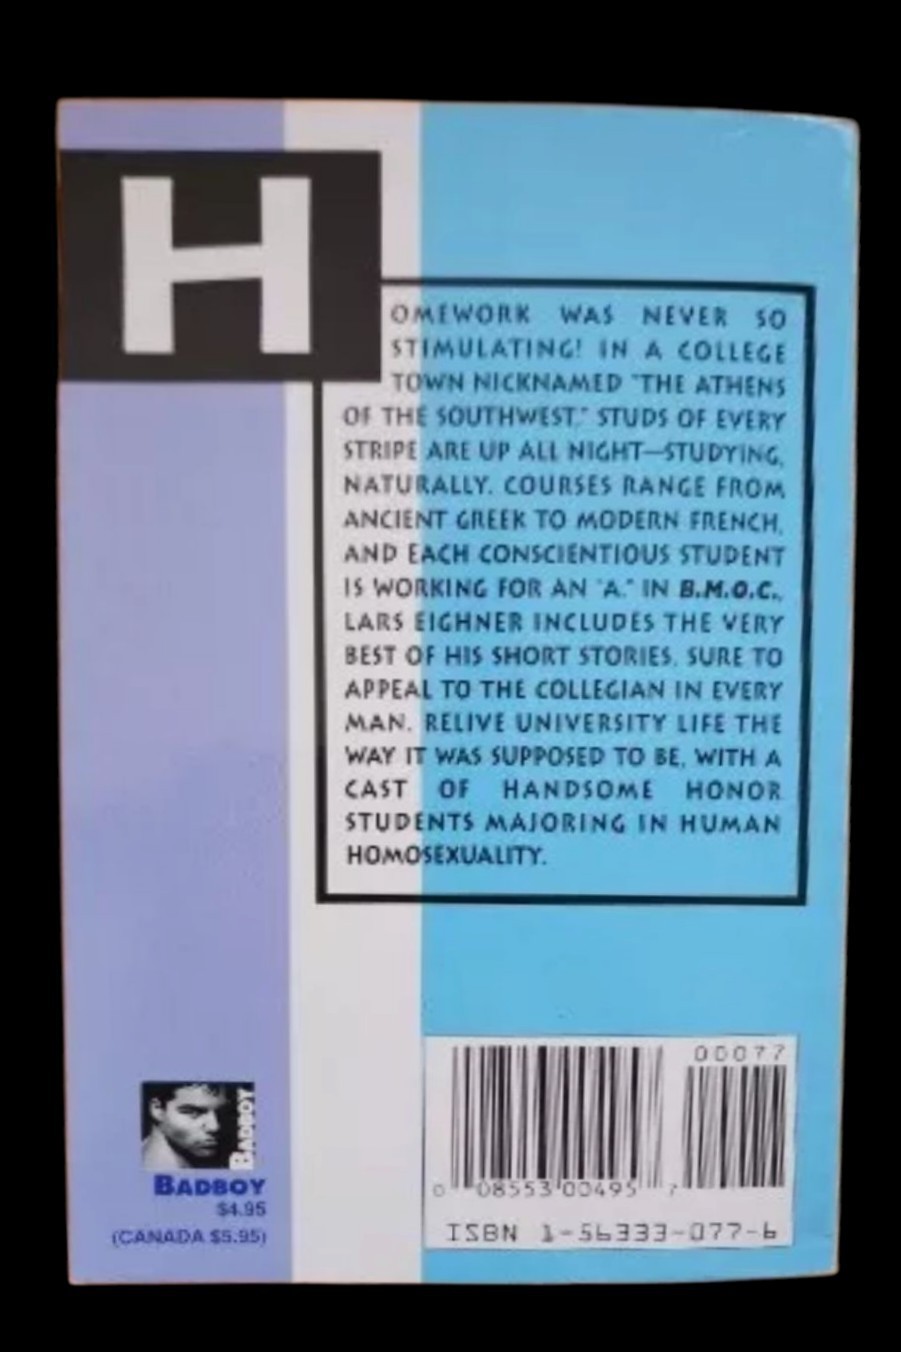 H
OMEWORK WAS NEVER SO
STIMULATING! IN A COLLEGE
TOWN NICKNAMED "THE ATHENS
OF THE SOUTHWEST," STUDS OF EVERY
STRIPE ARE UP ALL NIGHT—STUDYING,
NATURALLY. COURSES RANGE FROM
ANCIENT GREEK TO MODERN FRENCH,
AND EACH CONSCIENTIOUS STUDENT
IS WORKING FOR AN "A." IN B.M.O.C.,
LARS EIGHNER INCLUDES THE VERY
BEST OF HIS SHORT STORIES, SURE TO
APPEAL TO THE COLLEGIAN IN EVERY
MAN. RELIVE UNIVERSITY LIFE THE
WAY IT WAS SUPPOSED TO BE, WITH A
CAST OF HANDSOME HONOR
STUDENTS MAJORING IN HUMAN
HOMOSEXUALITY.
BADBOY
BADBOY
$4.95
(CANADA $5.95)
00077
0 08553 00495 7
ISBN 1-56333-077-6